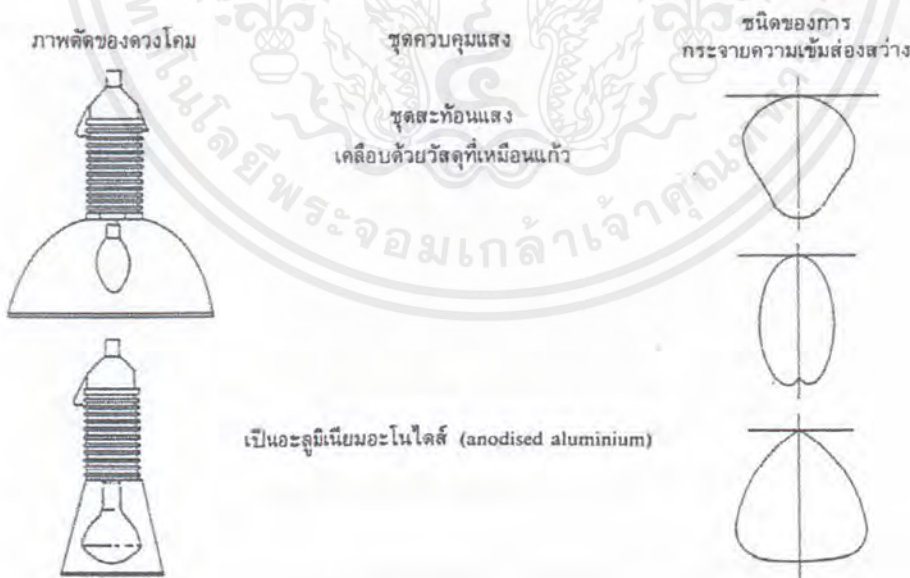 ภาพตัดของดวงโคม
ชุดควบคุมแสง
ชนิดของการ
กระจายความเข้มส่องสว่าง
ชุดสะท้อนแสง
เคลือบด้วยวัสดุที่เหมือนแก้ว
เป็นอะลูมิเนียมอะโนไดส์ (anodised aluminium)